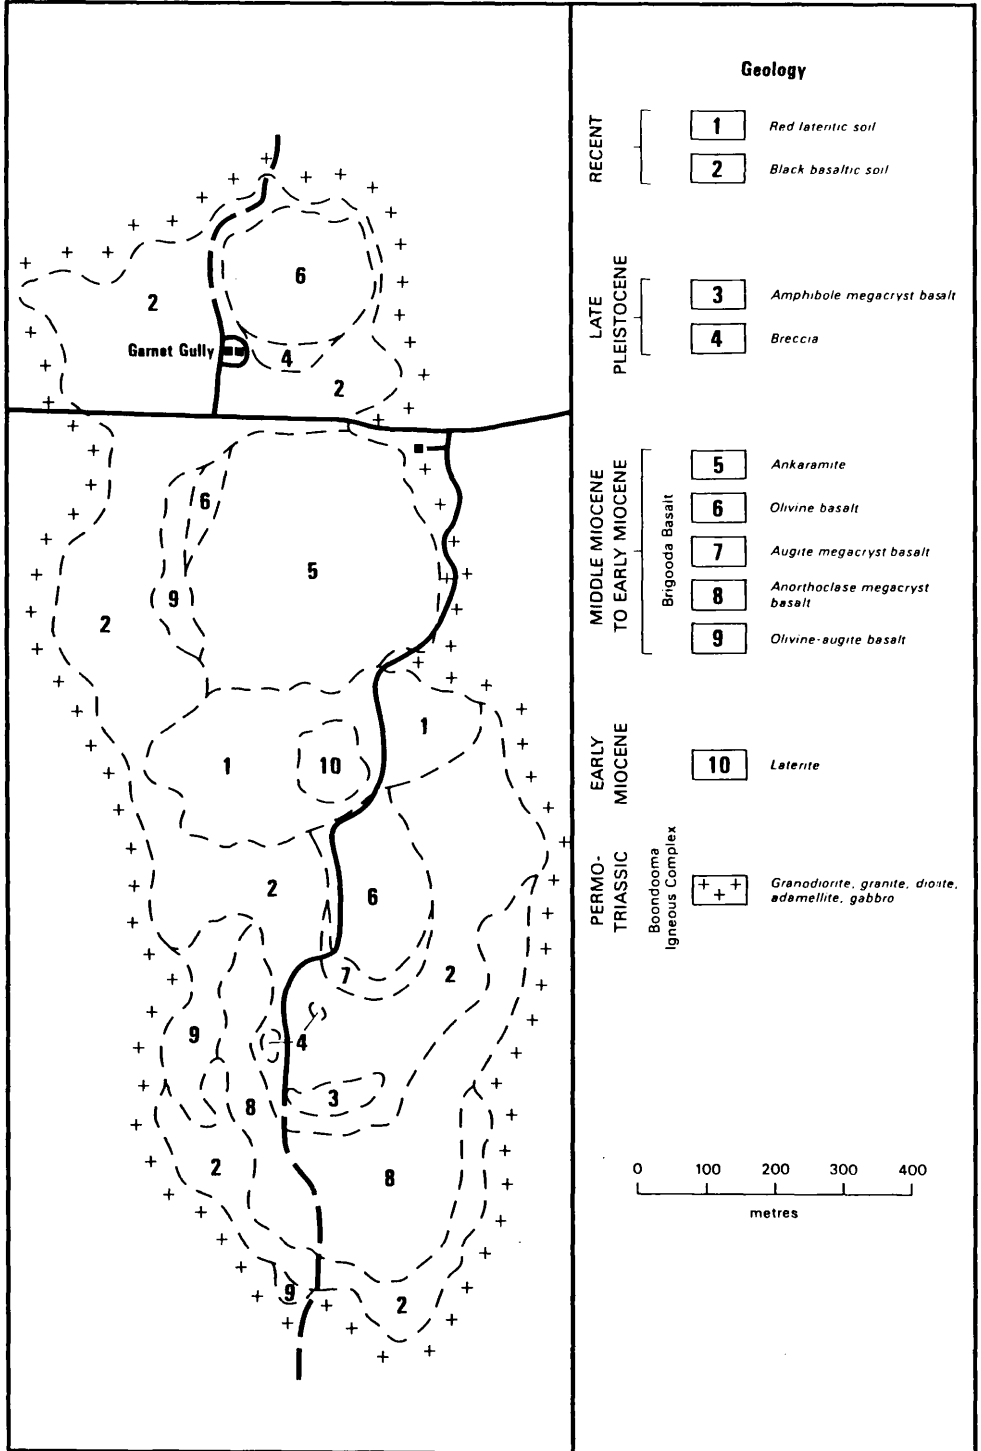 6
2
Garnet Gully
4
2
6
5
9
2
1
1
10
2
6
7
2
9
4
8
3
2
8
9
2
Geology
RECENT
1 Red lateritic soil
2 Black basaltic soil
LATE
PLEISTOCENE
3 Amphibole megacryst basalt
4 Breccia
MIDDLE MIOCENE
TO EARLY MIOCENE
Brigooda Basalt
5 Ankaramite
6 Olivine basalt
7 Augite megacryst basalt
8 Anorthoclase megacryst
basalt
9 Olivine-augite basalt
EARLY
MIOCENE
10 Laterite
PERMO-
TRIASSIC
Boondooma
Igneous Complex
Granodiorite, granite, diorite,
adamellite, gabbro
0 100 200 300 400
metres